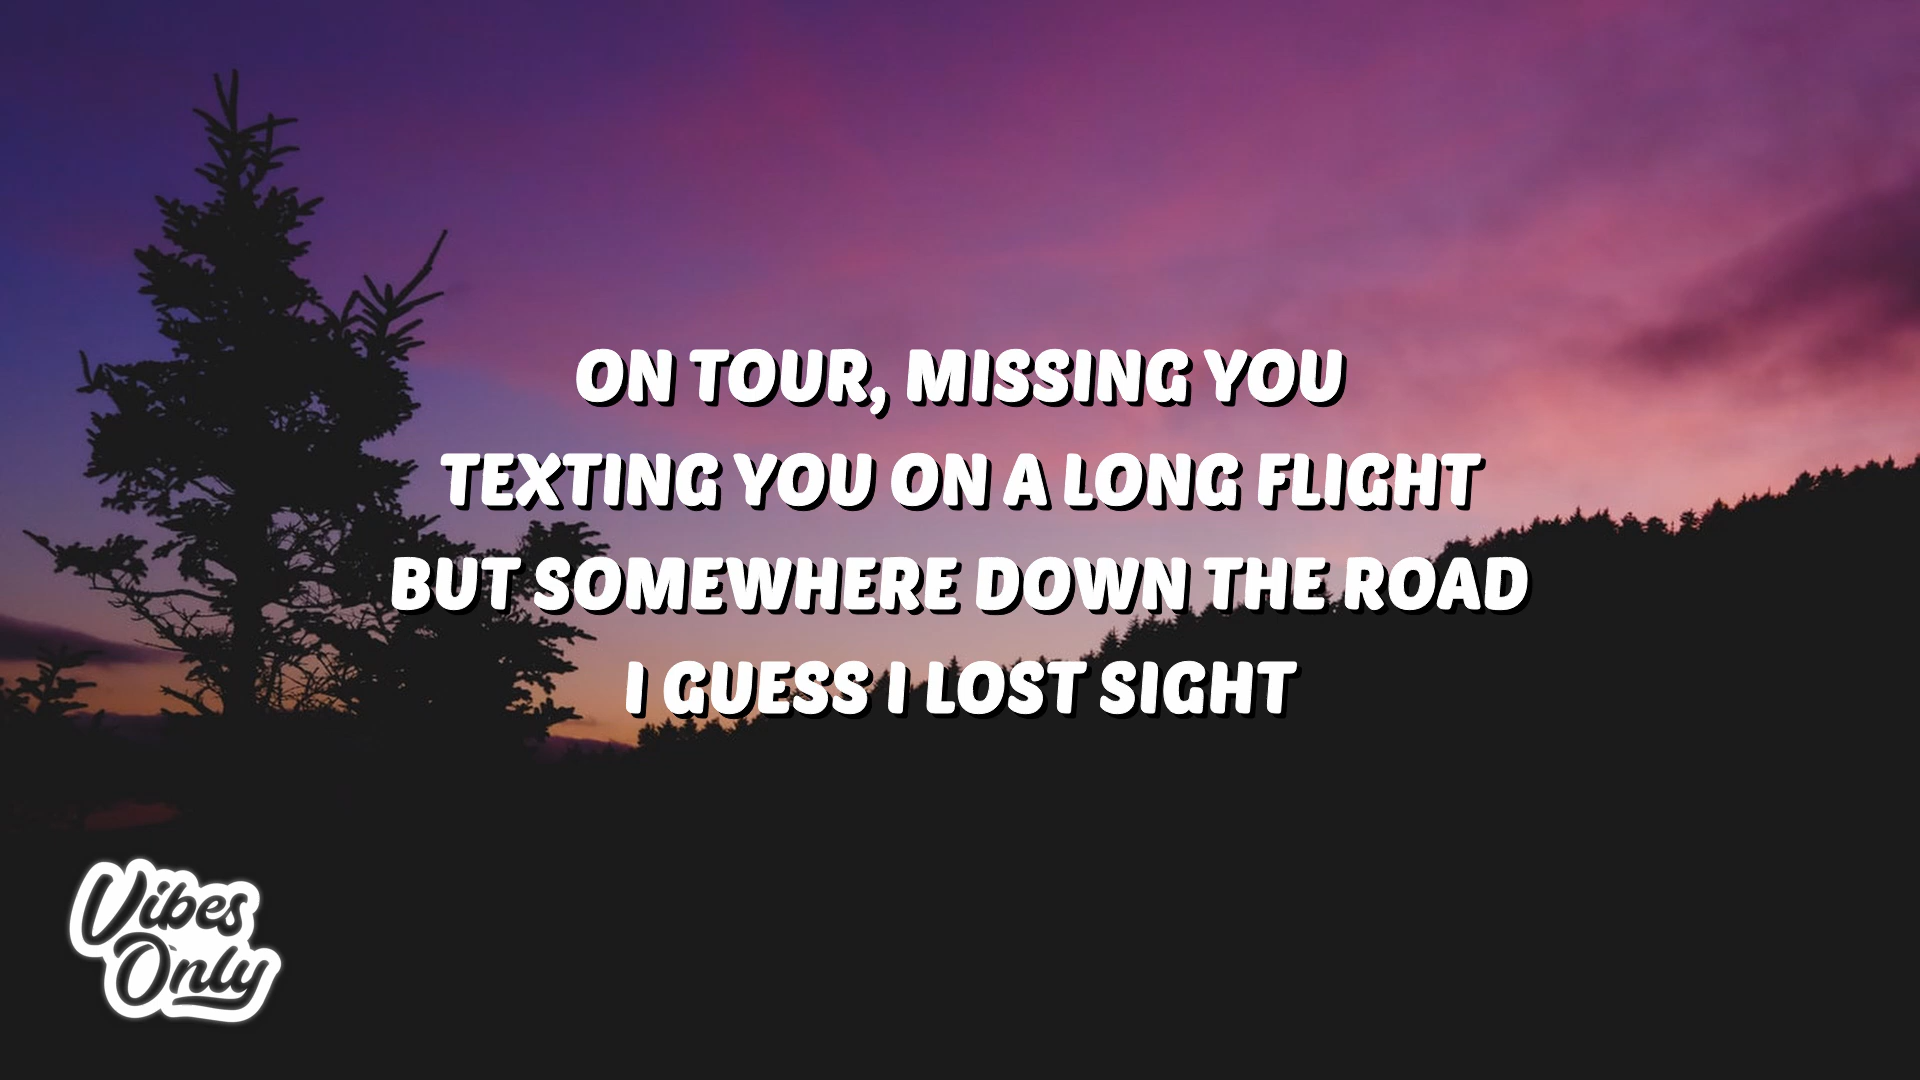 ON TOUR, MISSING YOU
TEXTING YOU ON A LONG FLIGHT
BUT SOMEWHERE DOWN THE ROAD
I GUESS I LOST SIGHT
Vibes
Only